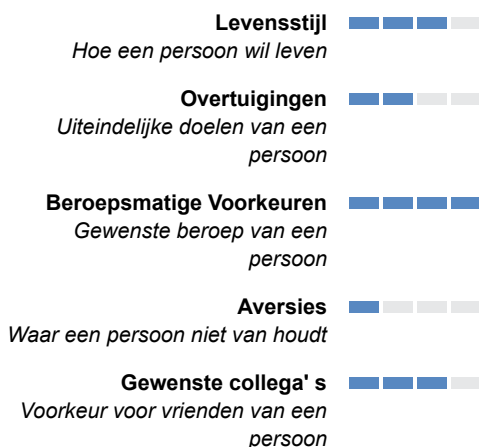 Levensstijl
Hoe een persoon wil leven
Overtuigingen
Uiteindelijke doelen van een
persoon
Beroepsmatige Voorkeuren
Gewenste beroep van een
persoon
Aversies
Waar een persoon niet van houdt
Gewenste collega' s
Voorkeur voor vrienden van een
persoon